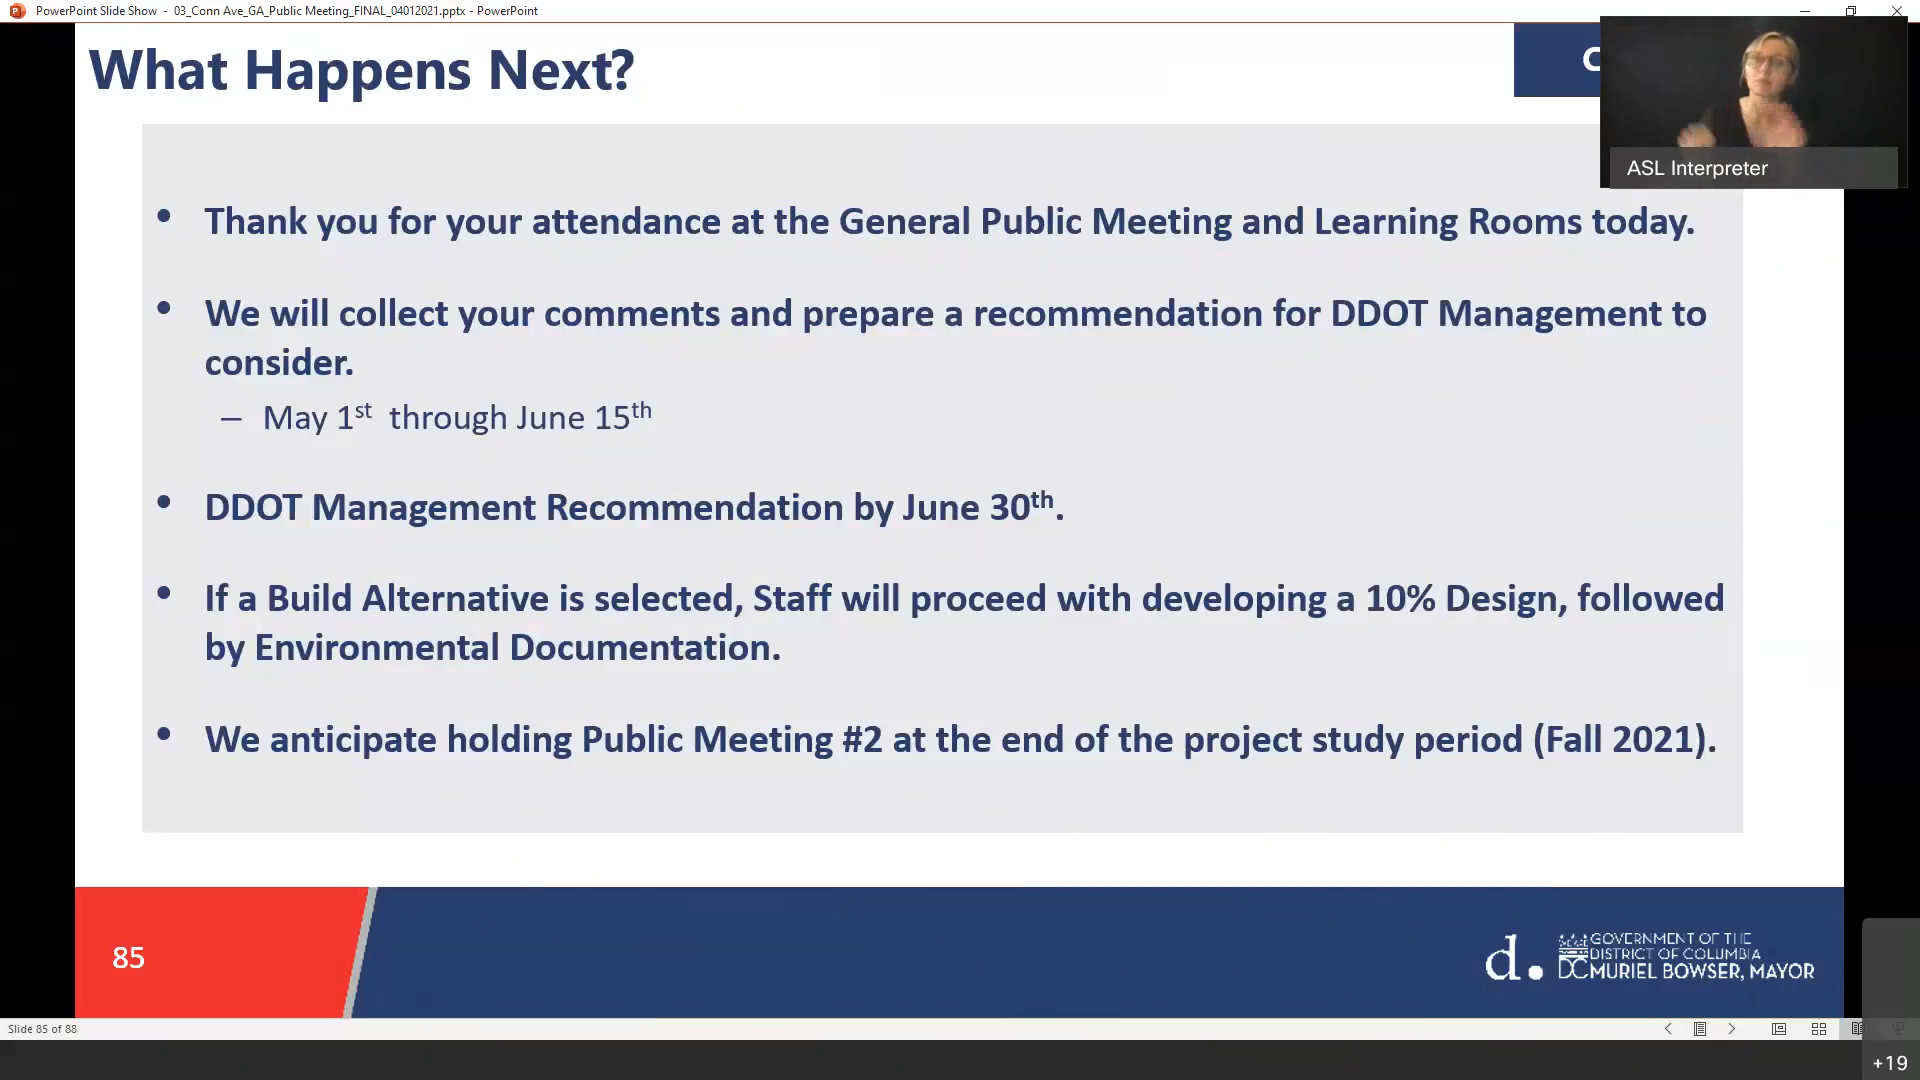 PowerPoint Slide Show - 03_Conn Ave_GA_Public Meeting_FINAL_04012021.pptx - PowerPoint
What Happens Next?
C
ASL Interpreter
• Thank you for your attendance at the General Public Meeting and Learning Rooms today.
• We will collect your comments and prepare a recommendation for DDOT Management to
consider.
– May 1st through June 15th
• DDOT Management Recommendation by June 30th.
• If a Build Alternative is selected, Staff will proceed with developing a 10% Design, followed
by Environmental Documentation.
• We anticipate holding Public Meeting #2 at the end of the project study period (Fall 2021).
85
d.
GOVERNMENT OF THE
DISTRICT OF COLUMBIA
DC MURIEL BOWSER, MAYOR
Slide 85 of 88
+19